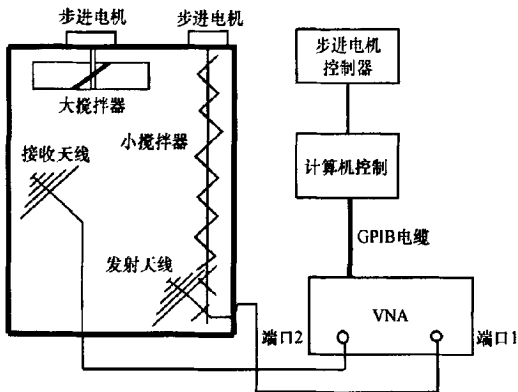 步进电机
步进电机
大搅拌器
小搅拌器
接收天线
发射天线
步进电机
控制器
计算机控制
GPIB电缆
VNA
端口2
端口1